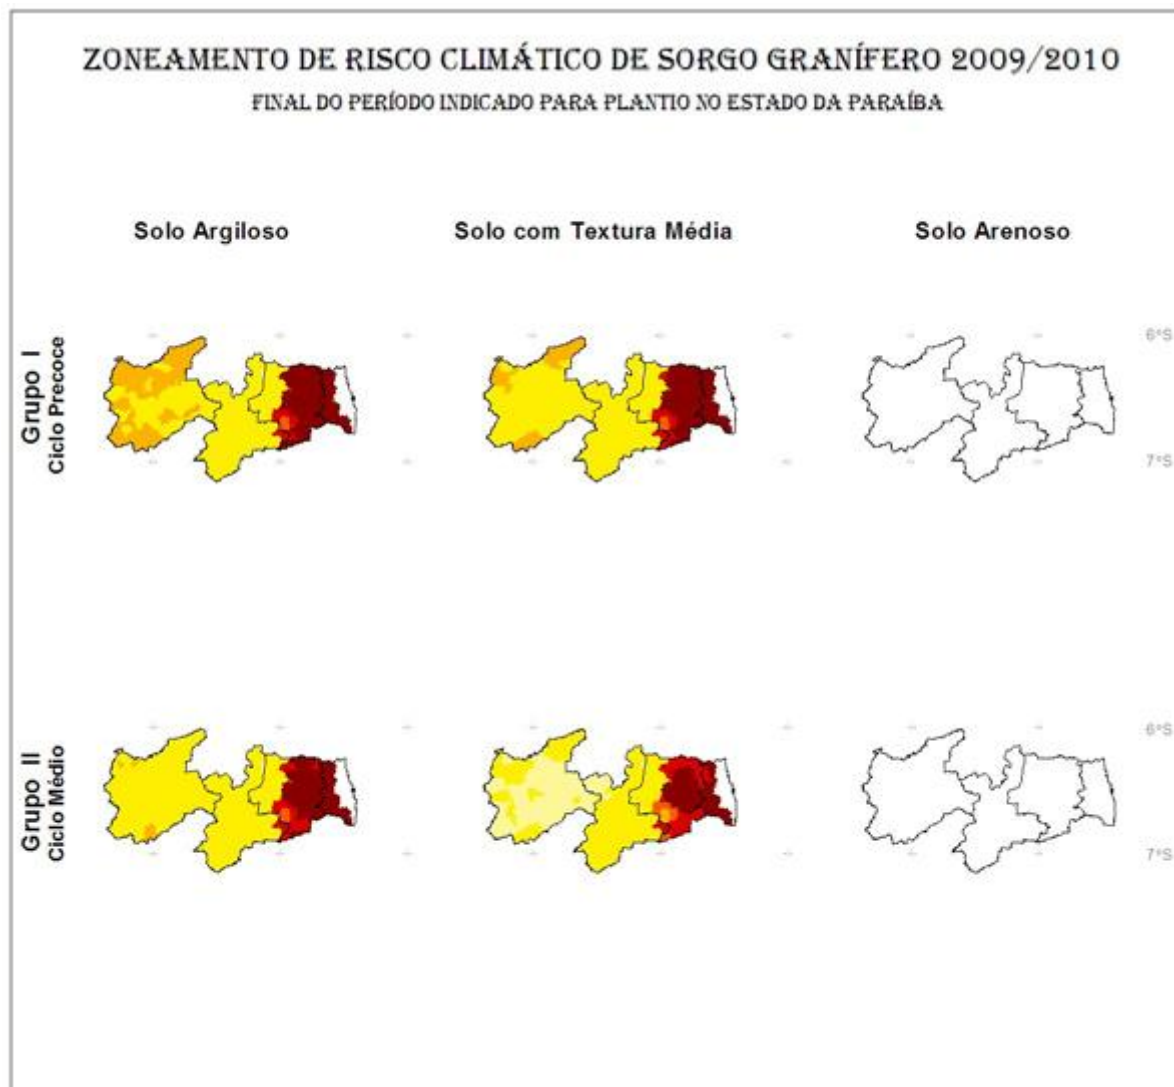 ZONEAMENTO DE RISCO CLIMÁTICO DE SORGO GRANÍFERO 2009/2010
FINAL DO PERÍODO INDICADO PARA PLANTIO NO ESTADO DA PARAÍBA
Solo Argiloso
Solo com Textura Média
Solo Arenoso
Grupo I
Ciclo Precoce
6°S
7°S
Grupo II
Ciclo Médio
6°S
7°S